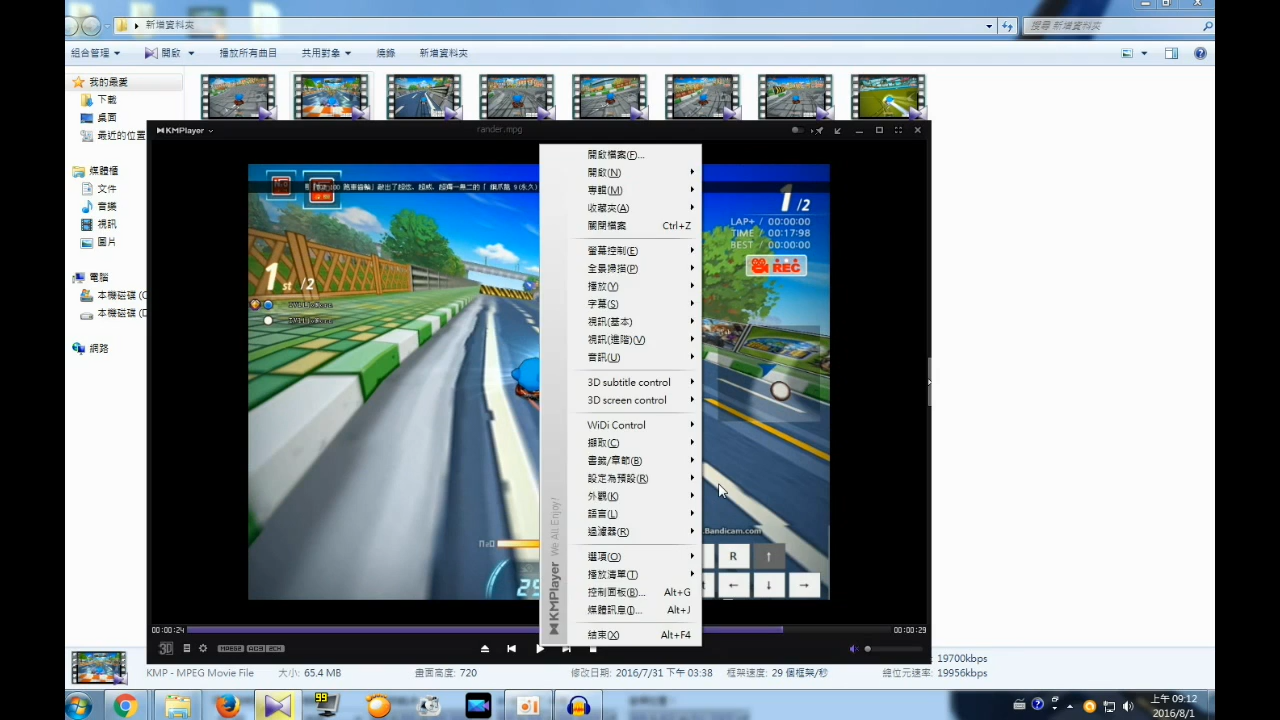 新增資料夾
搜尋 新增資料夾
組合管理
開啟
播放所有曲目
共用對象
燒錄
新增資料夾
我的最愛
下載
桌面
最近的位置
媒體櫃
文件
音樂
視訊
圖片
電腦
本機磁碟 (C
本機磁碟 (D
網路
KMPlayer
rander.mpg
1/2
LAP+ / 00:00:00
TIME / 00:17:98
BEST / 00:00:00
REC
1st /2
開啟檔案(F)...
開啟(N)
專輯(M)
收藏夾(A)
關閉檔案 Ctrl+Z
螢幕控制(E)
全景掃描(P)
播放(Y)
字幕(S)
視訊(基本)
視訊(進階)(V)
音訊(U)
3D subtitle control
3D screen control
WiDi Control
擷取(C)
書籤/章節(B)
設定為預設(R)
外觀(K)
語言(L)
過濾器(R)
選項(O)
播放清單(T)
控制面板(B)... Alt+G
媒體訊息(I)... Alt+J
結束(X) Alt+F4
KMPlayer We All Enjoy!
.Bandicam.com
R ↑
← ↓ →
00:00:24
00:00:29
3D
MPEG2 AC3 2CH
KMP - MPEG Movie File
大小: 65.4 MB
畫面高度: 720
修改日期: 2016/7/31 下午 03:38
框架速度: 29 個框架/秒
19700kbps
總位元速率: 19956kbps
99
上午 09:12
2016/8/1